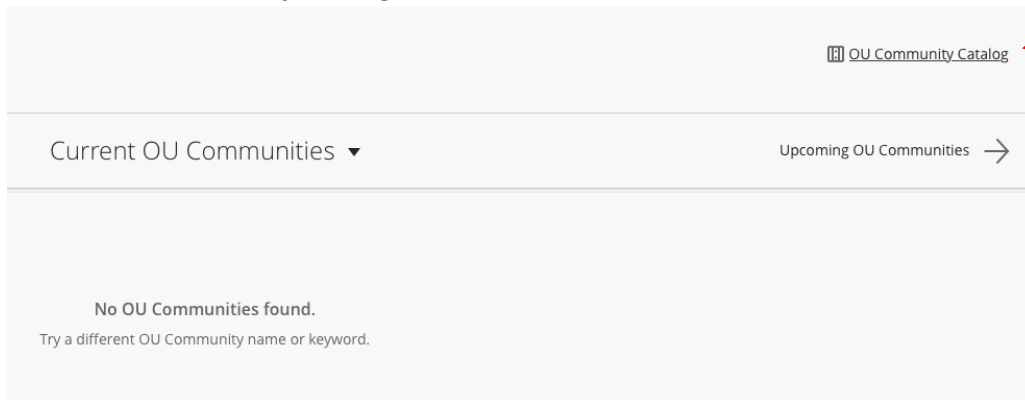 OU Community Catalog
Current OU Communities
Upcoming OU Communities
No OU Communities found.
Try a different OU Community name or keyword.